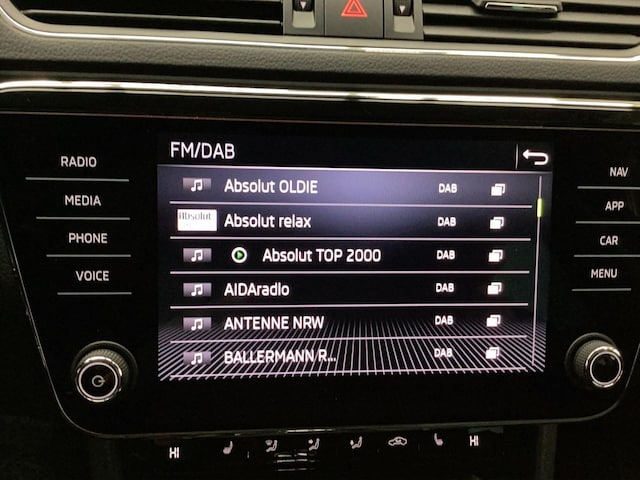 RADIO
MEDIA
PHONE
VOICE
FM/DAB
Absolut OLDIE DAB
Absolut
Absolut relax DAB
Absolut TOP 2000 DAB
AIDAradio DAB
ANTENNE NRW DAB
BALLERMANN R... DAB
NAV
APP
CAR
MENU
HI
HI